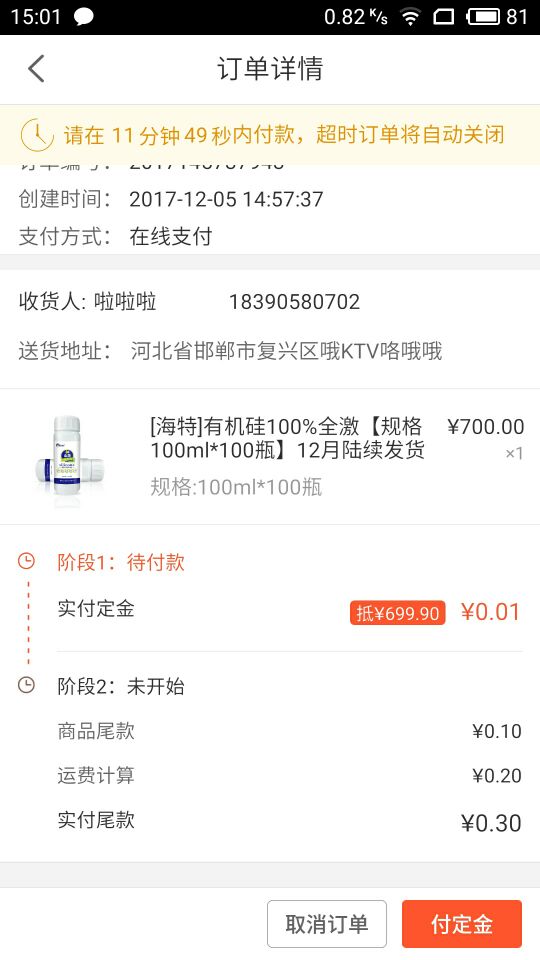 15:01
0.82 K/s
81
订单详情
请在 11分钟49秒内付款，超时订单将自动关闭
创建时间： 2017-12-05 14:57:37
支付方式： 在线支付
收货人: 啦啦啦 18390580702
送货地址： 河北省邯郸市复兴区哦KTV咯哦哦
[海特]有机硅100%全激【规格 ¥700.00
100ml*100瓶】12月陆续发货 ×1
规格:100ml*100瓶
阶段1：待付款
实付定金 抵¥699.90 ¥0.01
阶段2：未开始
商品尾款 ¥0.10
运费计算 ¥0.20
实付尾款 ¥0.30
取消订单 付定金